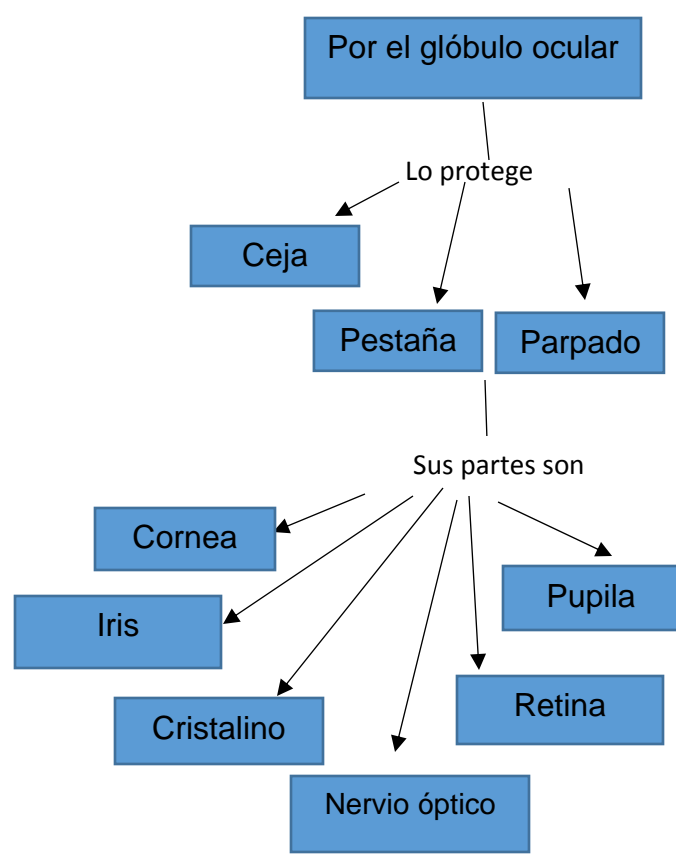 Por el glóbulo ocular
Lo protege
Ceja
Pestaña
Parpado
Sus partes son
Cornea
Iris
Cristalino
Nervio óptico
Retina
Pupila